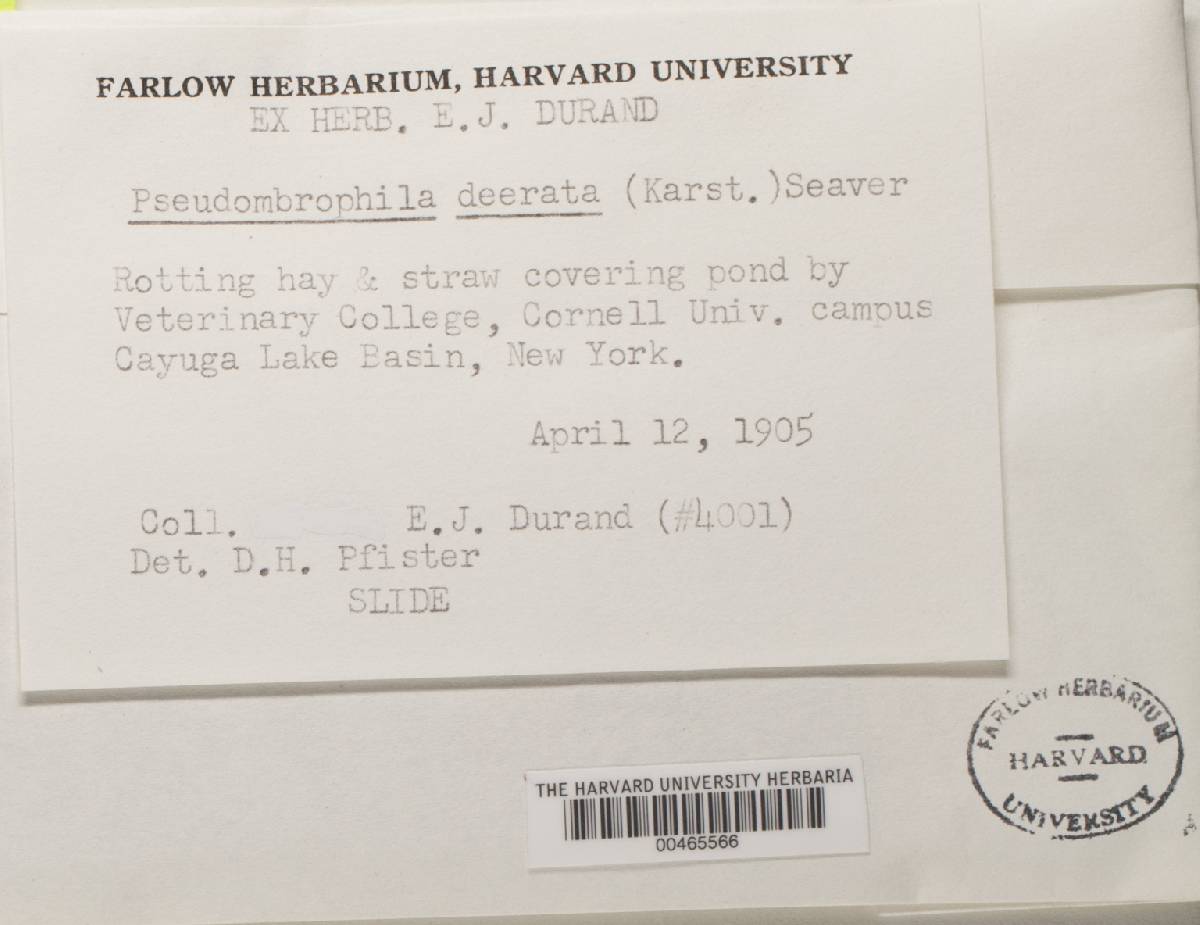 FARLOW HERBARIUM, HARVARD UNIVERSITY
EX HERB. E.J. DURAND
Pseudombrophila deerata (Karst.)Seaver
Rotting hay & straw covering pond by
Veterinary College, Cornell Univ. campus
Cayuga Lake Basin, New York.
April 12, 1905
Coll. E.J. Durand (#4001)
Det. D.H. Pfister
SLIDE
FARLOW HERBARIUM
HARVARD
UNIVERSITY
THE HARVARD UNIVERSITY HERBARIA
00465566